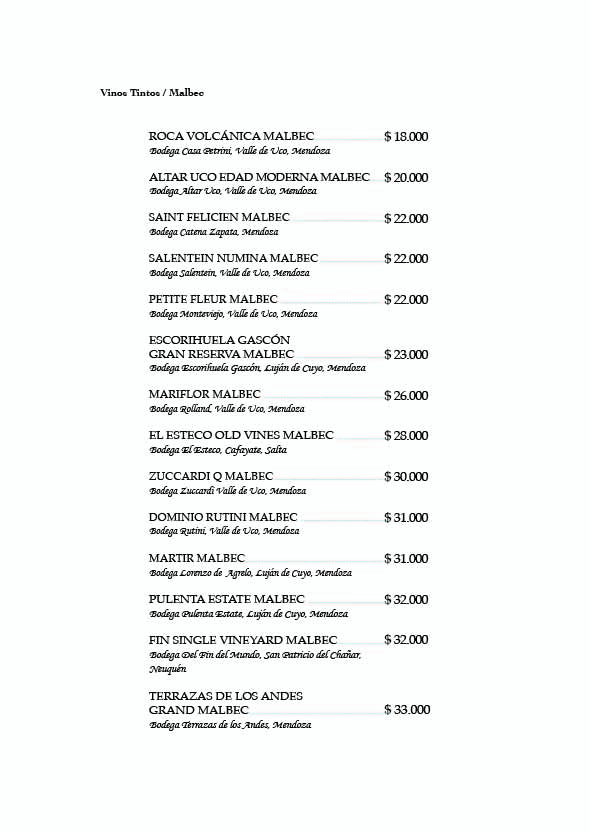 Vinos Tintos / Malbec
ROCA VOLCÁNICA MALBEC $ 18.000
Bodega Casa Petrini, Valle de Uco, Mendoza
ALTAR UCO EDAD MODERNA MALBEC $ 20.000
Bodega Altar Uco, Valle de Uco, Mendoza
SAINT FELICIEN MALBEC $ 22.000
Bodega Catena Zapata, Mendoza
SALENTEIN NUMINA MALBEC $ 22.000
Bodega Salentein, Valle de Uco, Mendoza
PETITE FLEUR MALBEC $ 22.000
Bodega Monteviejo, Valle de Uco, Mendoza
ESCORIHUELA GASCÓN
GRAN RESERVA MALBEC $ 23.000
Bodega Escorihuela Gascón, Luján de Cuyo, Mendoza
MARIFLOR MALBEC $ 26.000
Bodega Rolland, Valle de Uco, Mendoza
EL ESTECO OLD VINES MALBEC $ 28.000
Bodega El Esteco, Cafayate, Salta
ZUCCARDI Q MALBEC $ 30.000
Bodega Zuccardi Valle de Uco, Mendoza
DOMINIO RUTINI MALBEC $ 31.000
Bodega Rutini, Valle de Uco, Mendoza
MARTIR MALBEC $ 31.000
Bodega Lorenzo de Agrelo, Luján de Cuyo, Mendoza
PULENTA ESTATE MALBEC $ 32.000
Bodega Pulenta Estate, Luján de Cuyo, Mendoza
FIN SINGLE VINEYARD MALBEC $ 32.000
Bodega Del Fin del Mundo, San Patricio del Chañar,
Neuquén
TERRAZAS DE LOS ANDES
GRAND MALBEC $ 33.000
Bodega Terrazas de los Andes, Mendoza